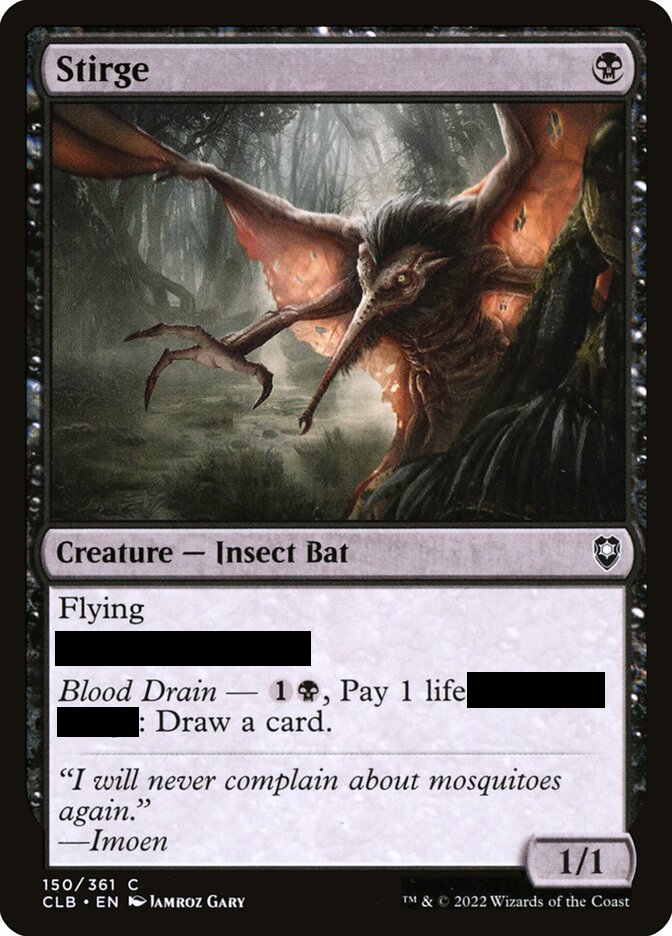 Stirge
Creature — Insect Bat
Flying
Blood Drain — 1, Pay 1 life
: Draw a card.
“I will never complain about mosquitoes
again.”
—Imoen
1/1
150/361 C
CLB • EN Jamroz Gary
™ & © 2022 Wizards of the Coast